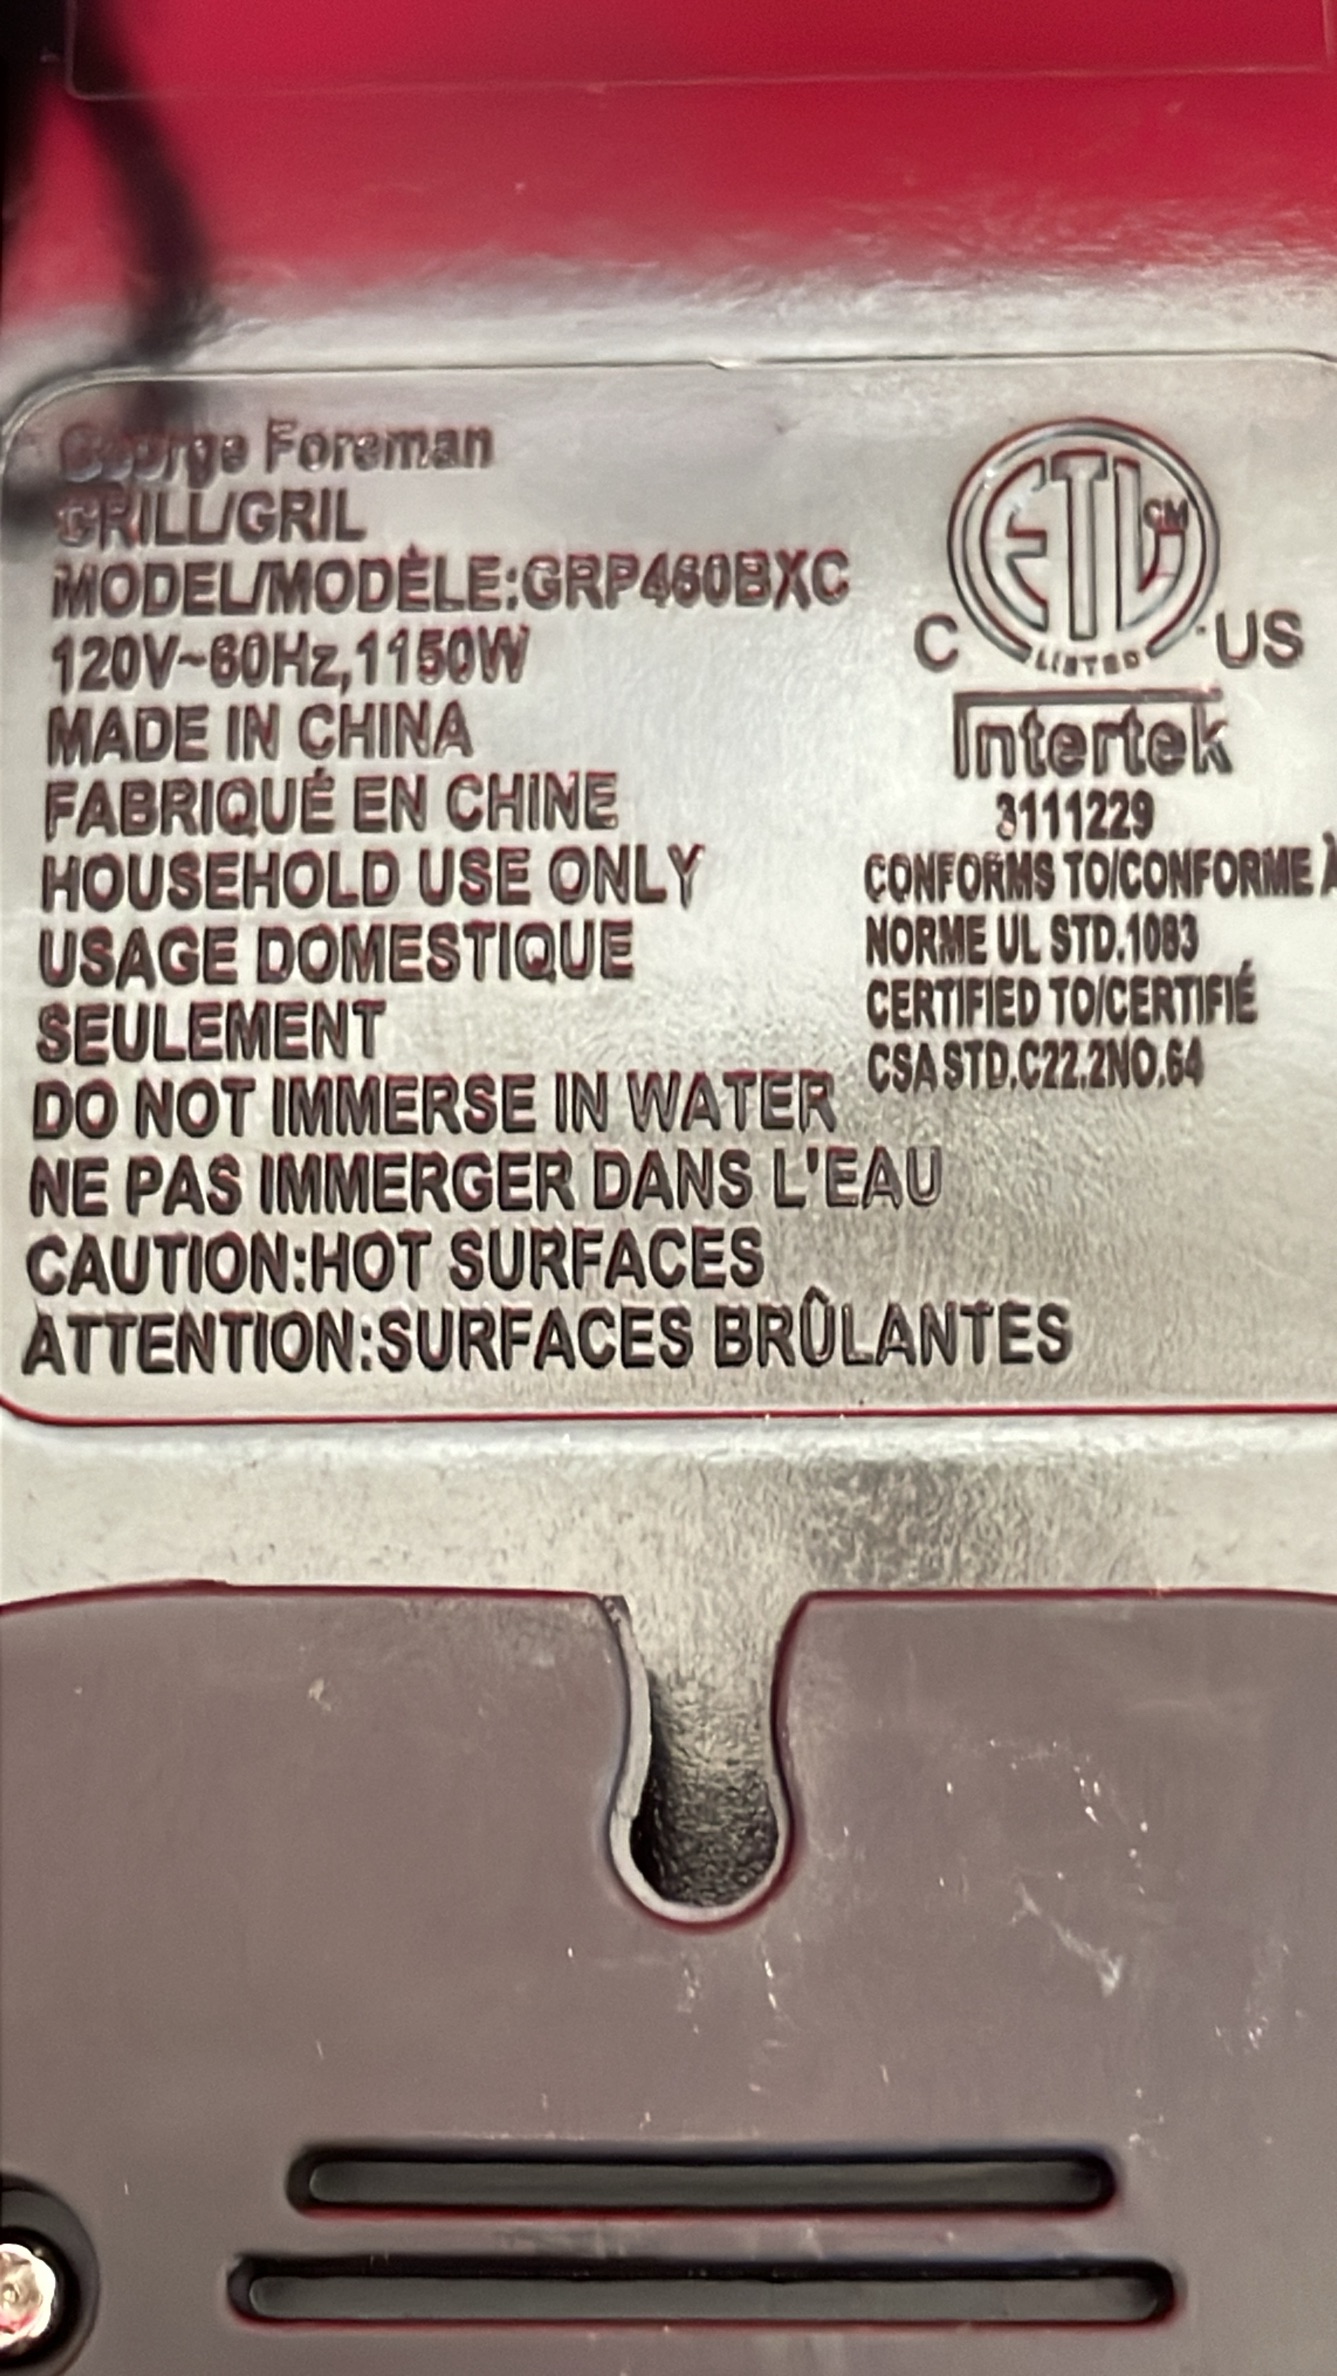 George Foreman
GRILL/GRIL
MODEL/MODÈLE:GRP460BXC
120V~60Hz,1150W
MADE IN CHINA
FABRIQUÉ EN CHINE
HOUSEHOLD USE ONLY
USAGE DOMESTIQUE
SEULEMENT
DO NOT IMMERSE IN WATER
NE PAS IMMERGER DANS L'EAU
CAUTION:HOT SURFACES
ATTENTION:SURFACES BRÛLANTES
ETL CM
C US
LISTED
Intertek
3111229
CONFORMS TO/CONFORME À
NORME UL STD.1083
CERTIFIED TO/CERTIFIÉ
CSA STD.C22.2NO.64